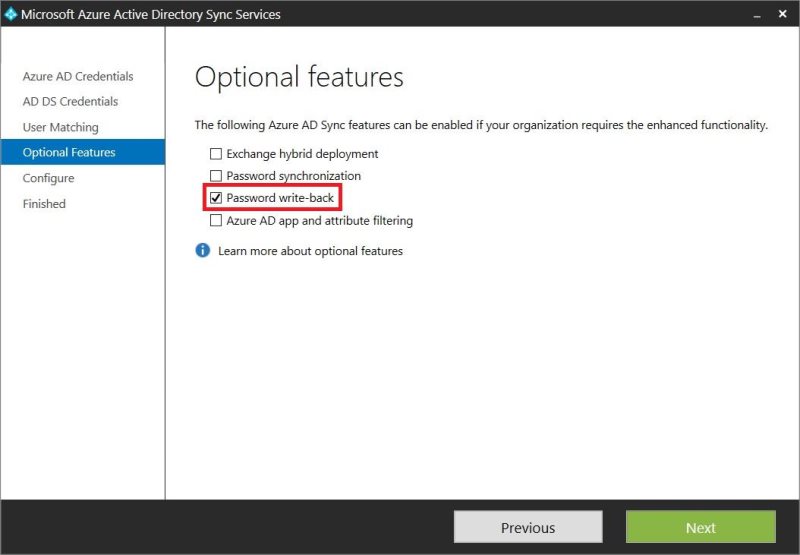 Microsoft Azure Active Directory Sync Services
Azure AD Credentials
AD DS Credentials
User Matching
Optional Features
Configure
Finished
Optional features
The following Azure AD Sync features can be enabled if your organization requires the enhanced functionality.
Exchange hybrid deployment
Password synchronization
Password write-back
Azure AD app and attribute filtering
Learn more about optional features
Previous
Next